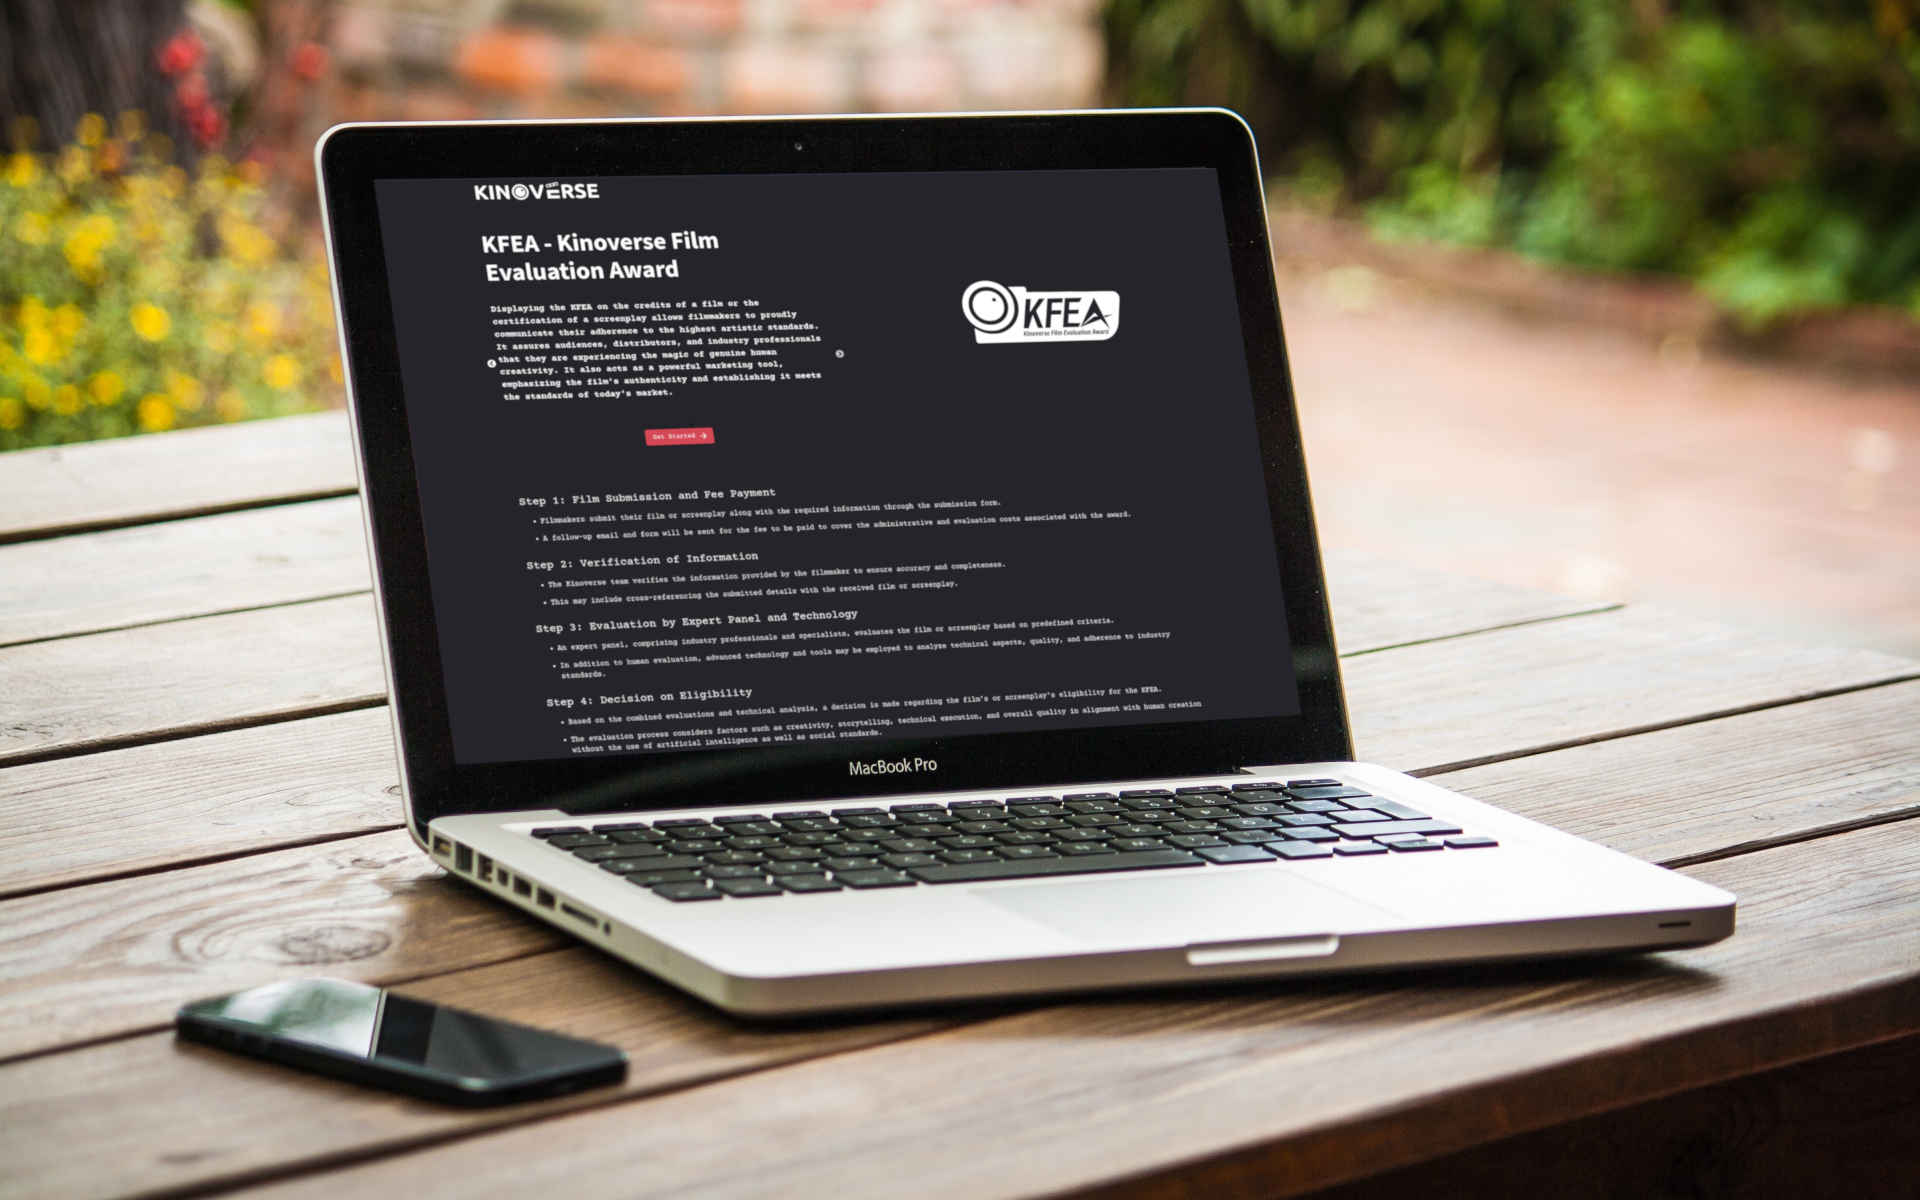 KINOVERSE
KFEA - Kinoverse Film
Evaluation Award
Displaying the KFEA on the credits of a film or the
certification of a screenplay allows filmmakers to proudly
communicate their adherence to the highest artistic standards.
It assures audiences, distributors, and industry professionals
that they are experiencing the magic of genuine human
creativity. It also acts as a powerful marketing tool,
emphasizing the film's authenticity and establishing it meets
the standards of today's market.
Get Started
KFEA
Kinoverse Film Evaluation Award
Step 1: Film Submission and Fee Payment
• Filmmakers submit their film or screenplay along with the required information through the submission form.
• A follow-up email and form will be sent for the fee to be paid to cover the administrative and evaluation costs associated with the award.
Step 2: Verification of Information
• The Kinoverse team verifies the information provided by the filmmaker to ensure accuracy and completeness.
• This may include cross-referencing the submitted details with the received film or screenplay.
Step 3: Evaluation by Expert Panel and Technology
• An expert panel, comprising industry professionals and specialists, evaluates the film or screenplay based on predefined criteria.
• In addition to human evaluation, advanced technology and tools may be employed to analyze technical aspects, quality, and adherence to industry
standards.
Step 4: Decision on Eligibility
• Based on the combined evaluations and technical analysis, a decision is made regarding the film's or screenplay's eligibility for the KFEA.
• The evaluation process considers factors such as creativity, storytelling, technical execution, and overall quality in alignment with human creation
without the use of artificial intelligence as well as social standards.
MacBook Pro